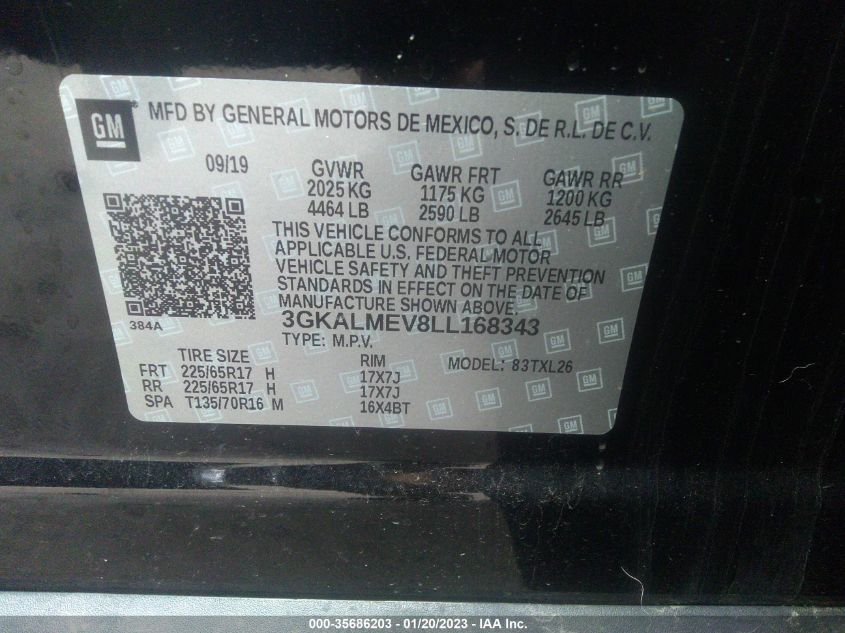 GM
MFD BY GENERAL MOTORS DE MEXICO, S. DE R.L. DE C.V.
09/19
GVWR
2025 KG
4464 LB
GAWR FRT
1175 KG
2590 LB
GAWR RR
1200 KG
2645 LB
THIS VEHICLE CONFORMS TO ALL
APPLICABLE U.S. FEDERAL MOTOR
VEHICLE SAFETY AND THEFT PREVENTION
STANDARDS IN EFFECT ON THE DATE OF
MANUFACTURE SHOWN ABOVE.
384A
3GKALMEV8LL168343
TYPE: M.P.V.
MODEL: 83TXL26
TIRE SIZE RIM
FRT 225/65R17 H 17X7J
RR 225/65R17 H 17X7J
SPA T135/70R16 M 16X4BT
000-35686203 - 01/20/2023 - IAA Inc.